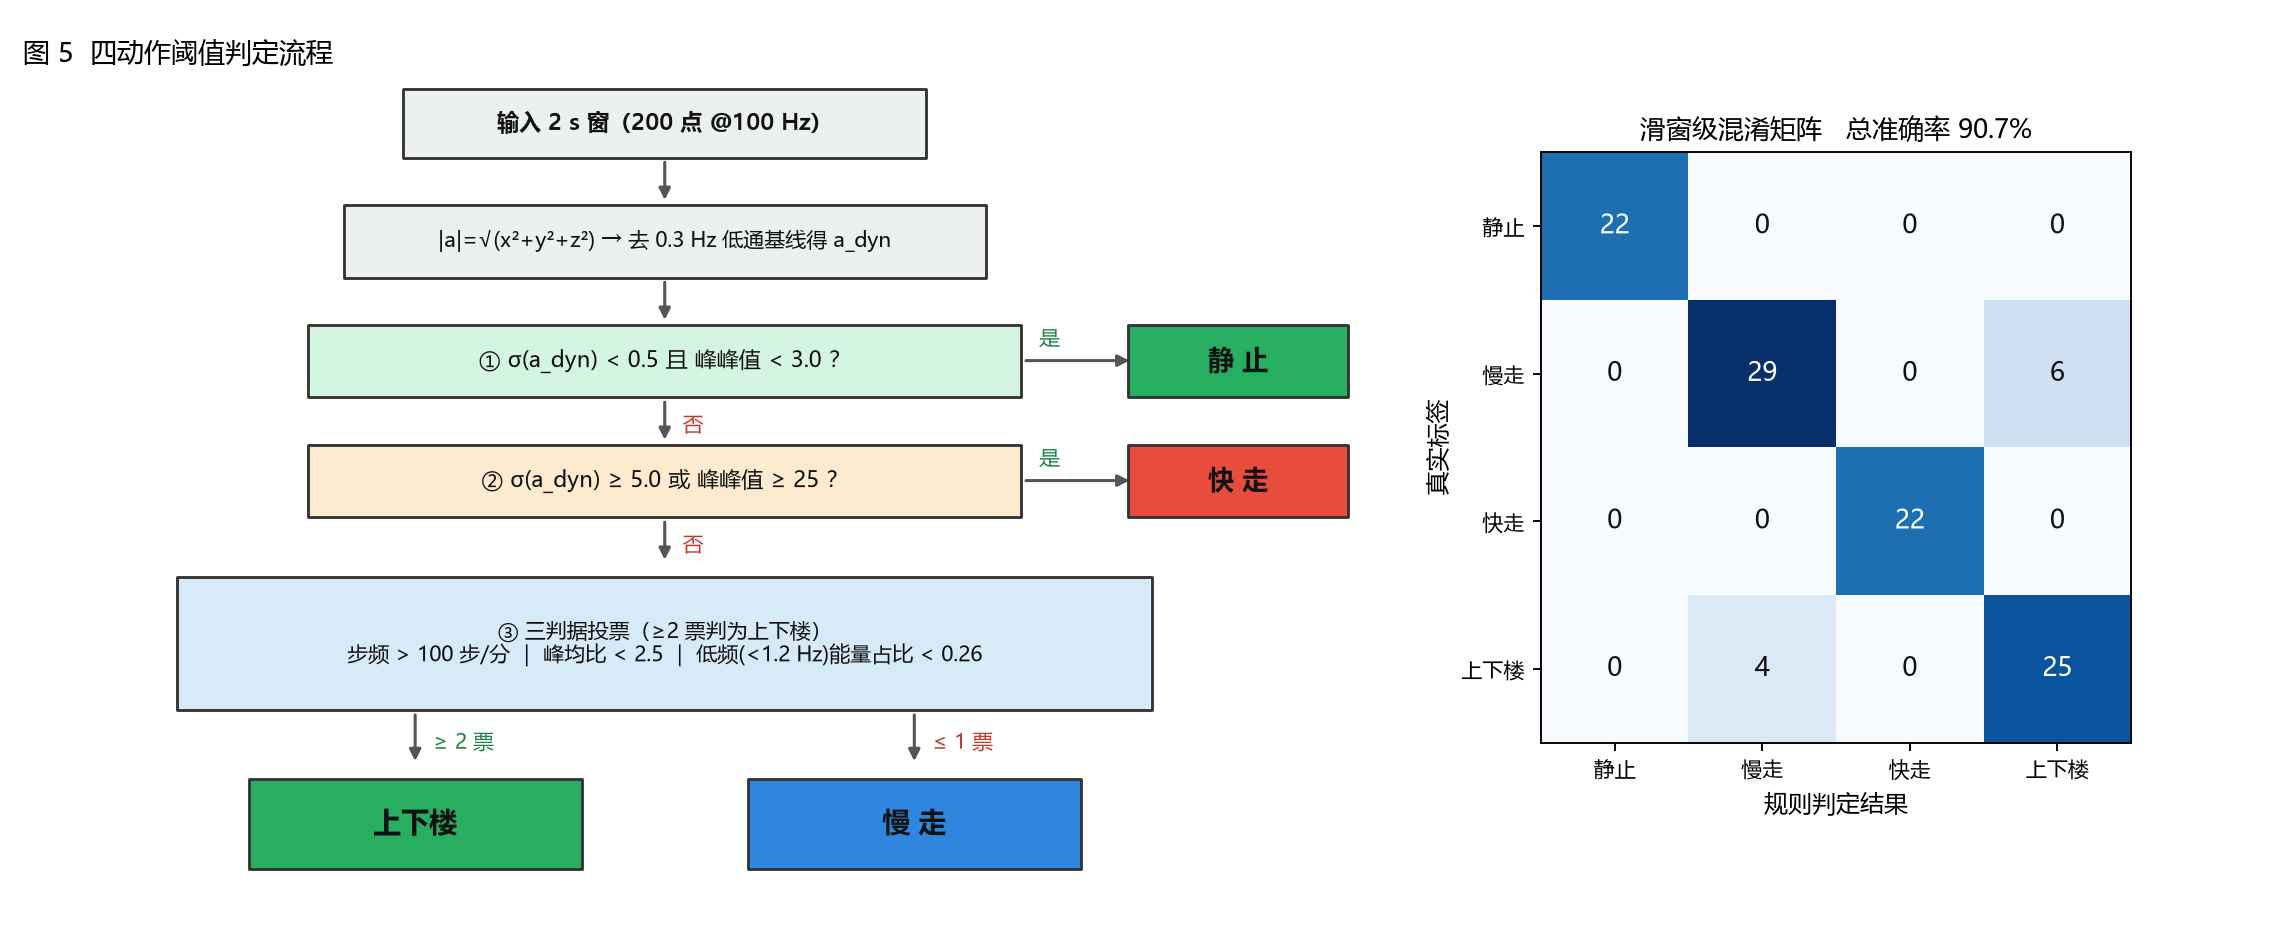 图 5  四动作阈值判定流程
输入 2 s 窗（200 点 @100 Hz）
|a|=√(x²+y²+z²) → 去 0.3 Hz 低通基线得 a_dyn
① σ(a_dyn) < 0.5 且 峰峰值 < 3.0 ?
是
静 止
否
② σ(a_dyn) ≥ 5.0 或 峰峰值 ≥ 25 ?
是
快 走
否
③ 三判据投票（≥2 票判为上下楼）
步频 > 100 步/分 | 峰均比 < 2.5 | 低频(<1.2 Hz)能量占比 < 0.26
≥ 2 票
≤ 1 票
上下楼
慢 走
滑窗级混淆矩阵   总准确率 90.7%
真实标签
静止 22 0 0 0
慢走 0 29 0 6
快走 0 0 22 0
上下楼 0 4 0 25
静止 慢走 快走 上下楼
规则判定结果